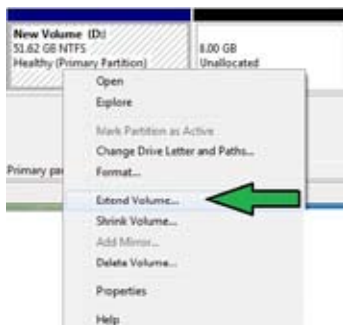 New Volume (D:)
51.62 GB NTFS
Healthy (Primary Partition)
8.00 GB
Unallocated
Open
Explore
Mark Partition as Active
Change Drive Letter and Paths...
Format...
Primary par
Extend Volume...
Shrink Volume...
Add Mirror...
Delete Volume...
Properties
Help